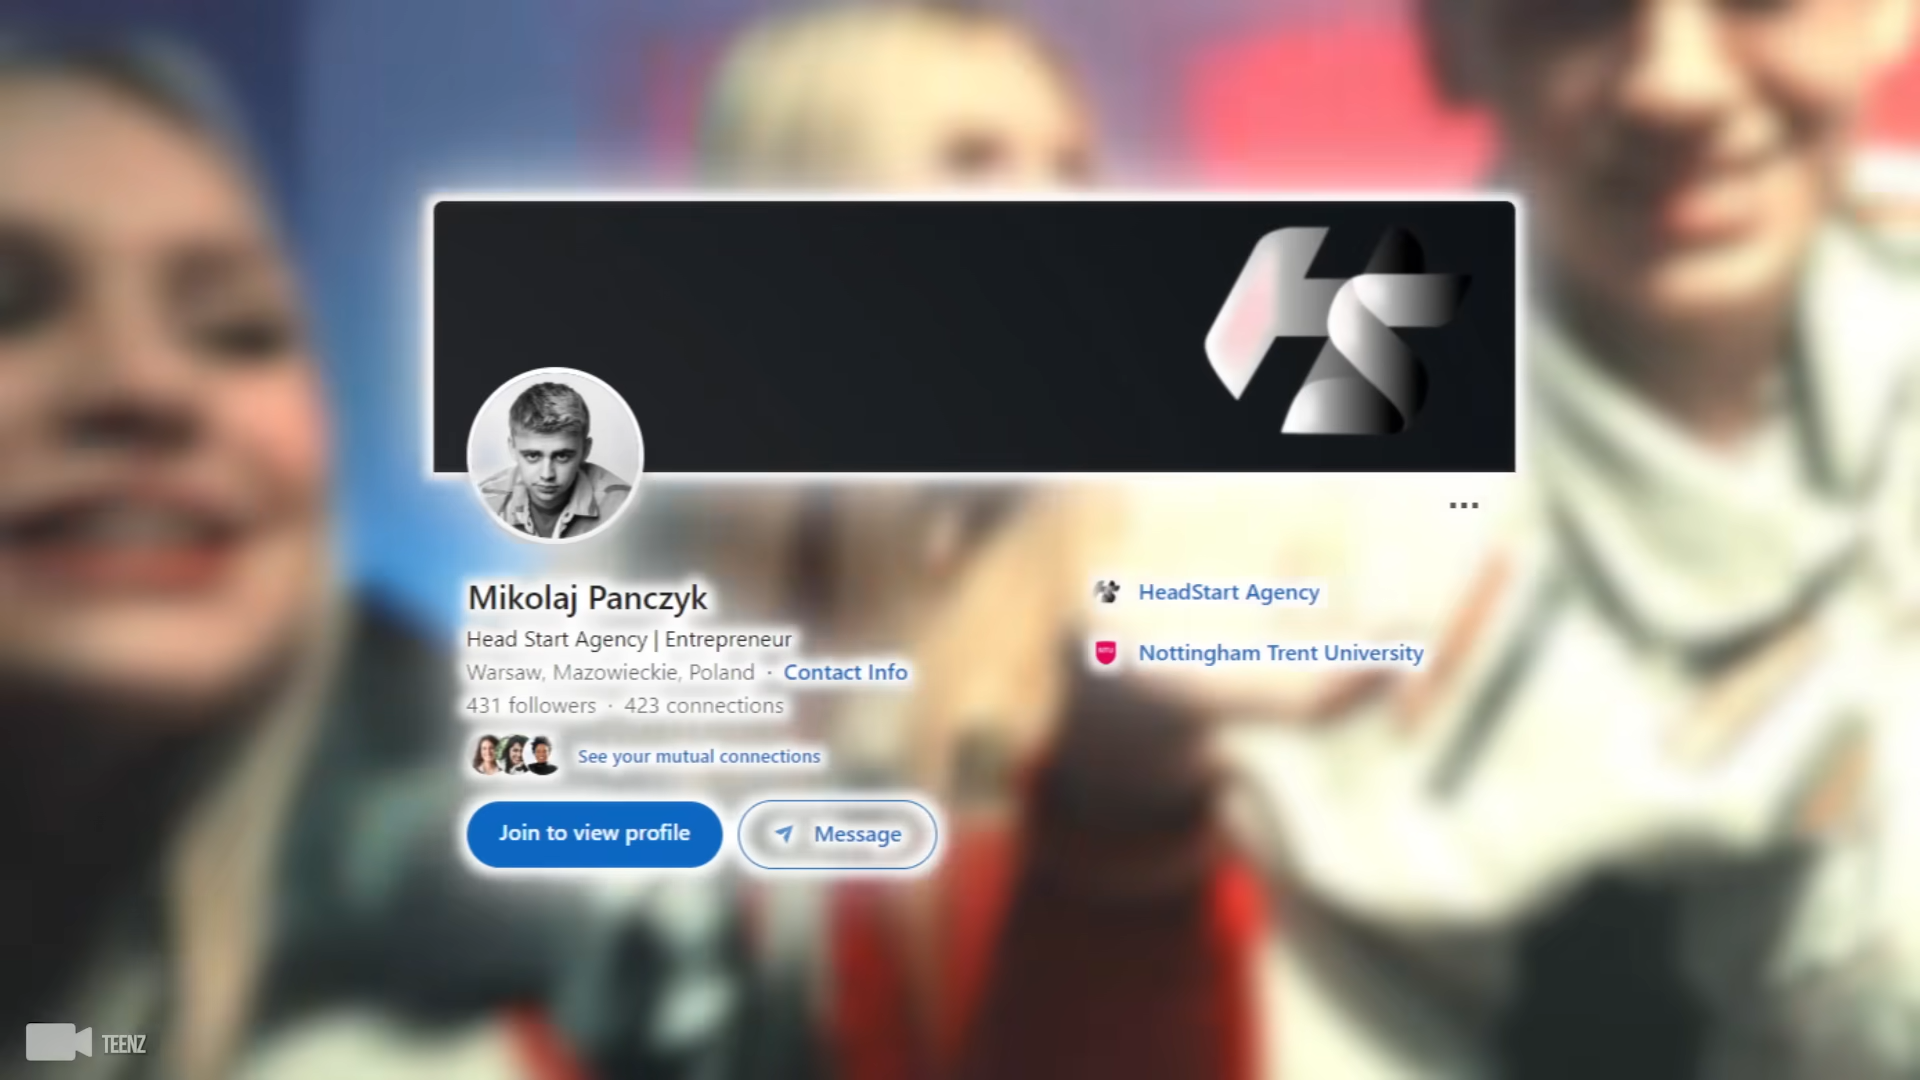 Mikolaj Panczyk
Head Start Agency | Entrepreneur
Warsaw, Mazowieckie, Poland · Contact Info
431 followers · 423 connections
See your mutual connections
Join to view profile
Message
HeadStart Agency
Nottingham Trent University
NTU
TEENZ